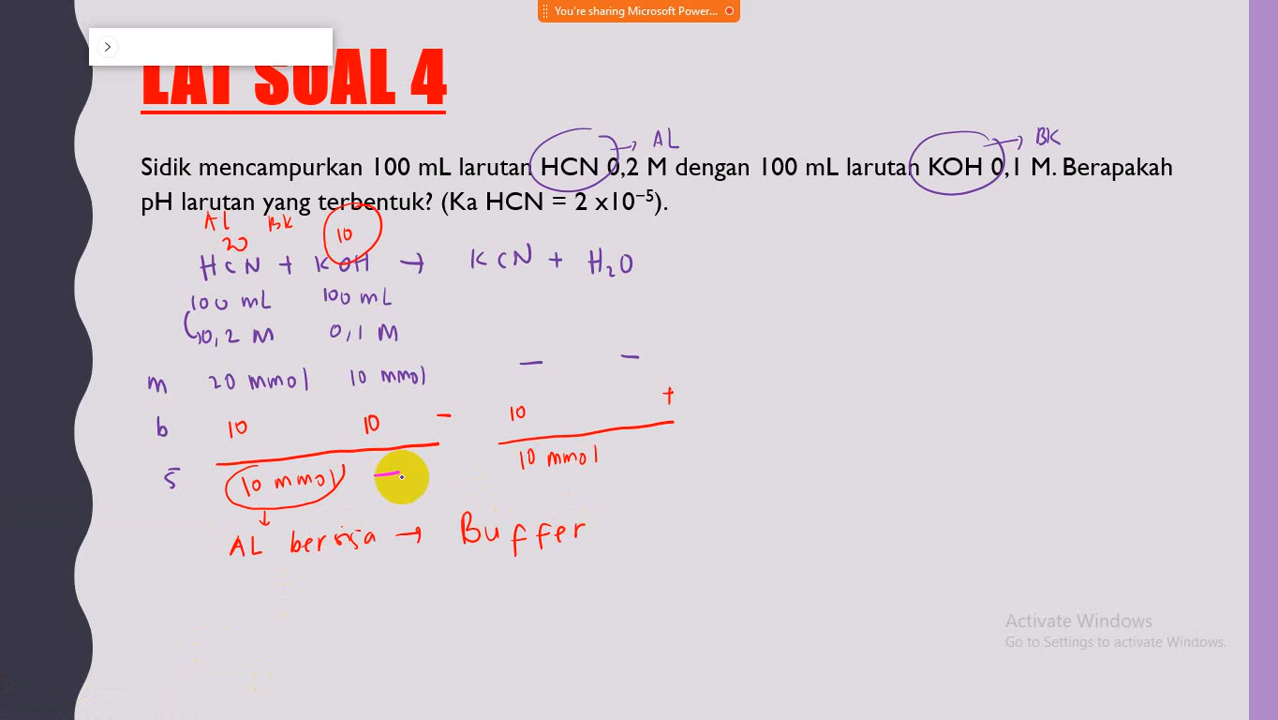 You're sharing Microsoft Power...
LAT SOAL 4
AL
BK
Sidik mencampurkan 100 mL larutan HCN 0,2 M dengan 100 mL larutan KOH 0,1 M. Berapakah
pH larutan yang terbentuk? (Ka HCN = 2 x10⁻⁵).
Al BK 10
20
HCN + KOH → KCN + H₂O
100 mL 100 mL
0,2 M 0,1 M
m 20 mmol 10 mmol — —
b 10 10 — 10 +
s 10 mmol — 10 mmol
AL bersisa → Buffer
Activate Windows
Go to Settings to activate Windows.